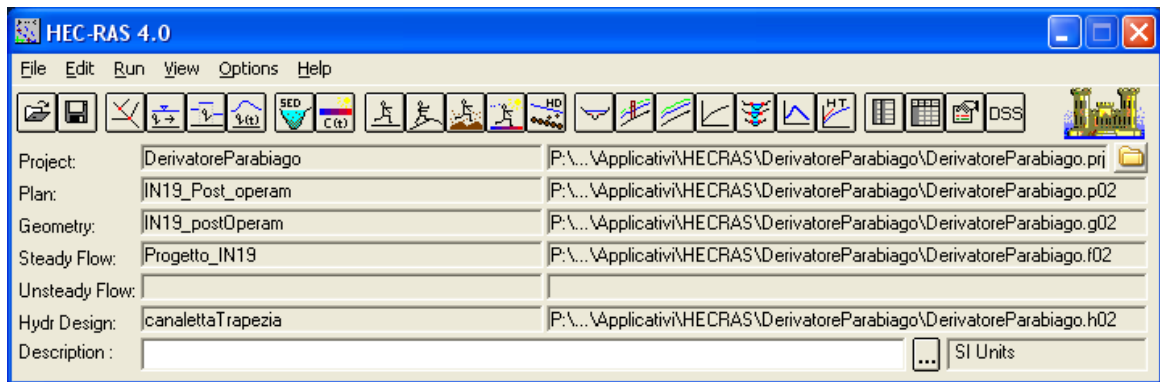 HEC-RAS 4.0
File Edit Run View Options Help
SED C(t) HD HT DSS
Project: DerivatoreParabiago P:\...\Applicativi\HECRAS\DerivatoreParabiago\DerivatoreParabiago.prj
Plan: IN19_Post_operam P:\...\Applicativi\HECRAS\DerivatoreParabiago\DerivatoreParabiago.p02
Geometry: IN19_postOperam P:\...\Applicativi\HECRAS\DerivatoreParabiago\DerivatoreParabiago.g02
Steady Flow: Progetto_IN19 P:\...\Applicativi\HECRAS\DerivatoreParabiago\DerivatoreParabiago.f02
Unsteady Flow:
Hydr Design: canalettaTrapezia P:\...\Applicativi\HECRAS\DerivatoreParabiago\DerivatoreParabiago.h02
Description : ... SI Units